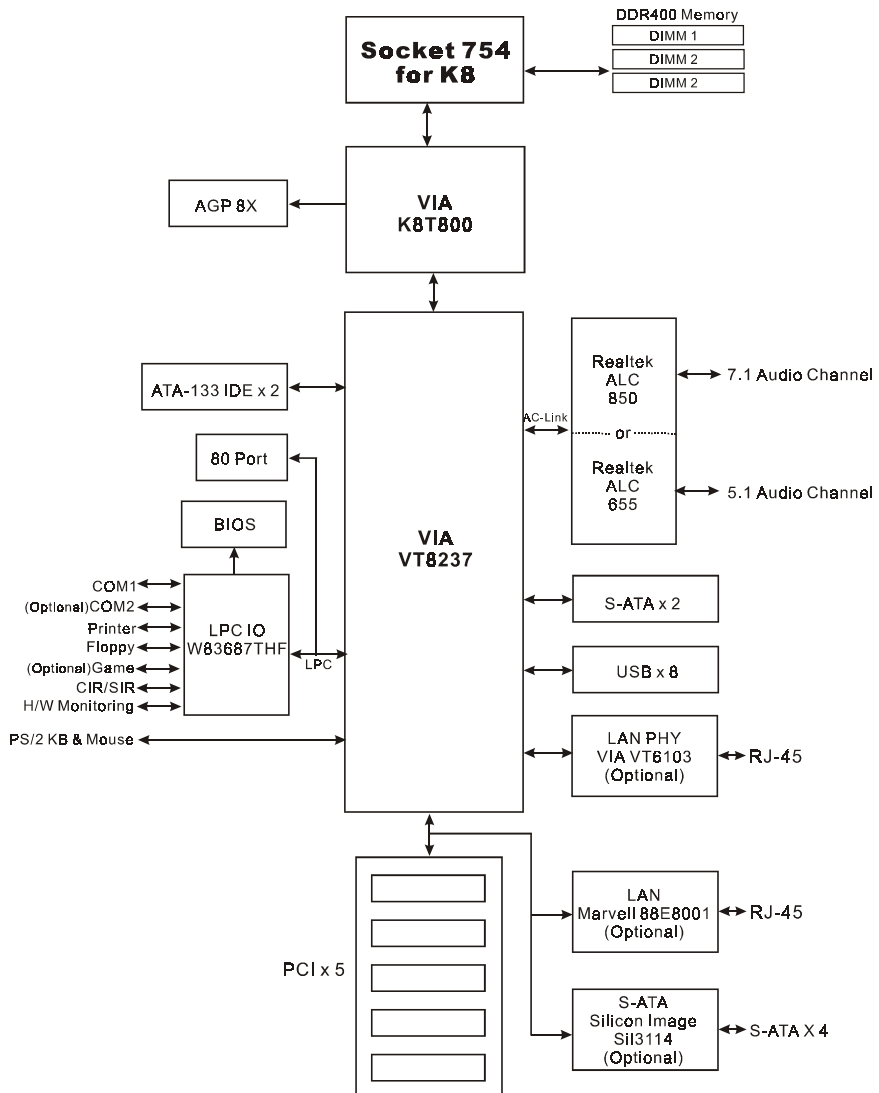 DDR400 Memory
DIMM 1
DIMM 2
DIMM 2
Socket 754
for K8
VIA
K8T800
AGP 8X
ATA-133 IDE x 2
80 Port
BIOS
COM1
(Optional)COM2
Printer
Floppy
(Optional)Game
CIR/SIR
H/W Monitoring
LPC IO
W83687THF
LPC
PS/2 KB & Mouse
VIA
VT8237
AC-Link
Realtek
ALC
850
or
Realtek
ALC
655
7.1 Audio Channel
5.1 Audio Channel
S-ATA x 2
USB x 8
LAN PHY
VIA VT6103
(Optional)
RJ-45
LAN
Marvell 88E8001
(Optional)
RJ-45
PCI x 5
S-ATA
Silicon Image
SiI3114
(Optional)
S-ATA X 4